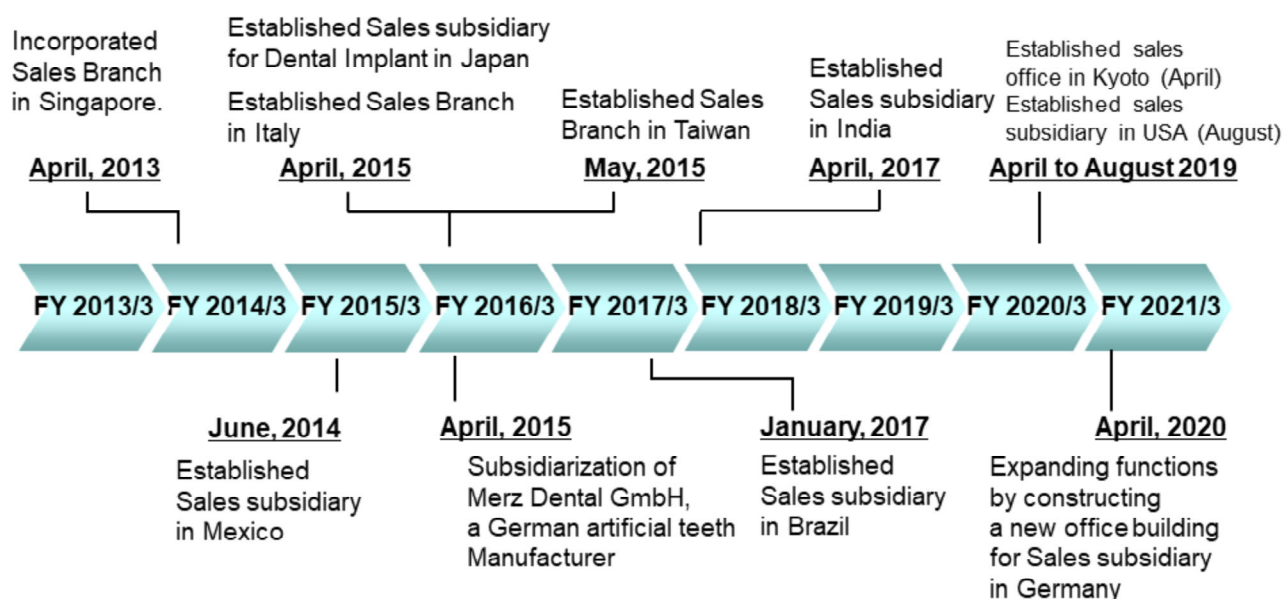 Incorporated
Sales Branch
in Singapore.
April, 2013
Established Sales subsidiary
for Dental Implant in Japan
Established Sales Branch
in Italy
April, 2015
Established Sales
Branch in Taiwan
May, 2015
Established
Sales subsidiary
in India
April, 2017
Established sales
office in Kyoto (April)
Established sales
subsidiary in USA (August)
April to August 2019
FY 2013/3 FY 2014/3 FY 2015/3 FY 2016/3 FY 2017/3 FY 2018/3 FY 2019/3 FY 2020/3 FY 2021/3
June, 2014
Established
Sales subsidiary
in Mexico
April, 2015
Subsidiarization of
Merz Dental GmbH,
a German artificial teeth
Manufacturer
January, 2017
Established
Sales subsidiary
in Brazil
April, 2020
Expanding functions
by constructing
a new office building
for Sales subsidiary
in Germany